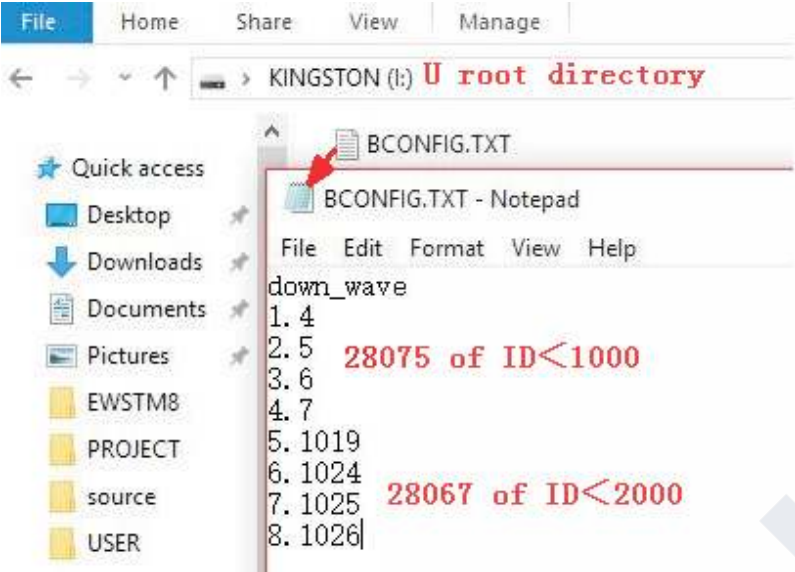 File Home Share View Manage
KINGSTON (I:) U root directory
BCONFIG.TXT
Quick access
Desktop
Downloads
Documents
Pictures
EWSTM8
PROJECT
source
USER
BCONFIG.TXT - Notepad
File Edit Format View Help
down_wave
1.4
2.5
3.6
4.7
28075 of ID<1000
5.1019
6.1024
7.1025
8.1026
28067 of ID<2000